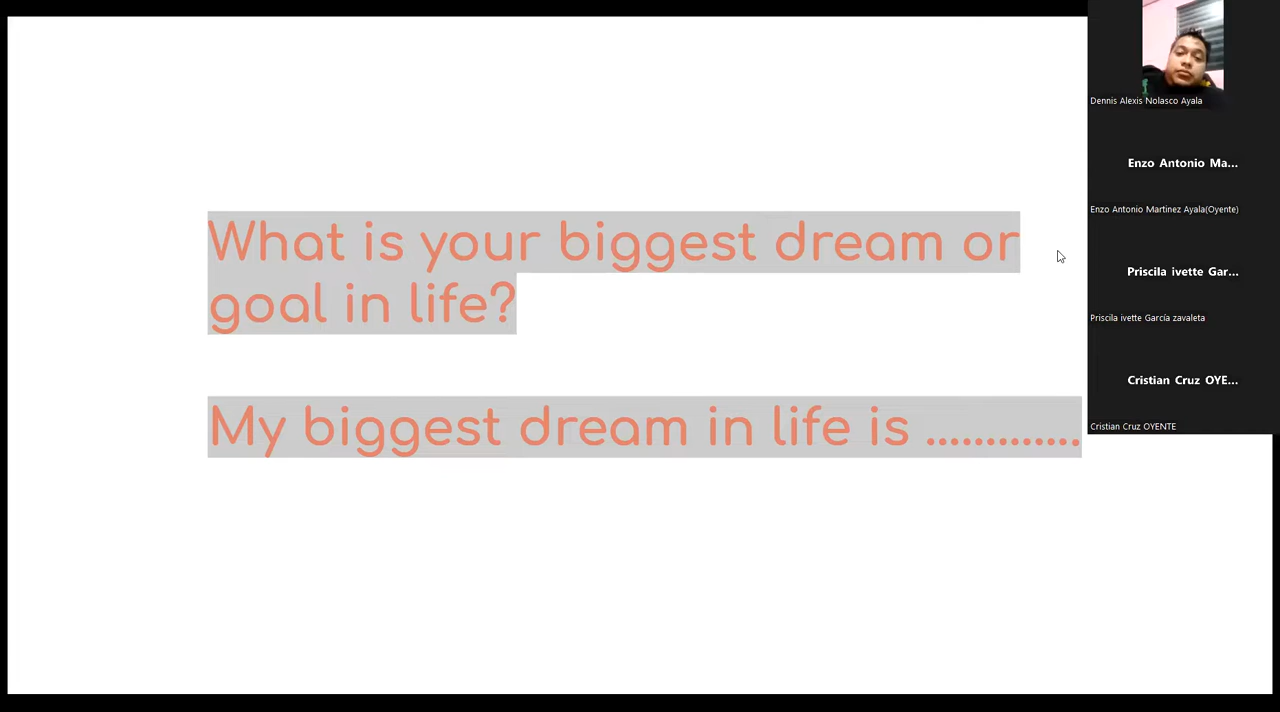 What is your biggest dream or
goal in life?
My biggest dream in life is .............
Dennis Alexis Nolasco Ayala
Enzo Antonio Ma...
Enzo Antonio Martinez Ayala(Oyente)
Priscila ivette Gar...
Priscila ivette García zavaleta
Cristian Cruz OYE...
Cristian Cruz OYENTE